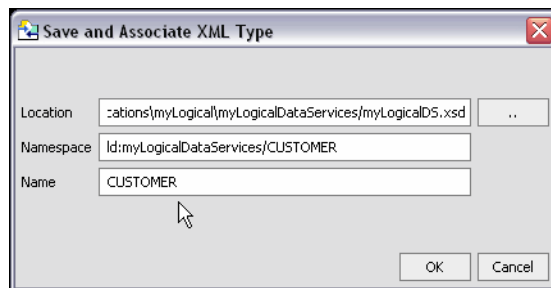 Save and Associate XML Type
Location :ations\myLogical\myLogicalDataServices/myLogicalDS.xsd ..
Namespace ld:myLogicalDataServices/CUSTOMER
Name CUSTOMER
OK Cancel